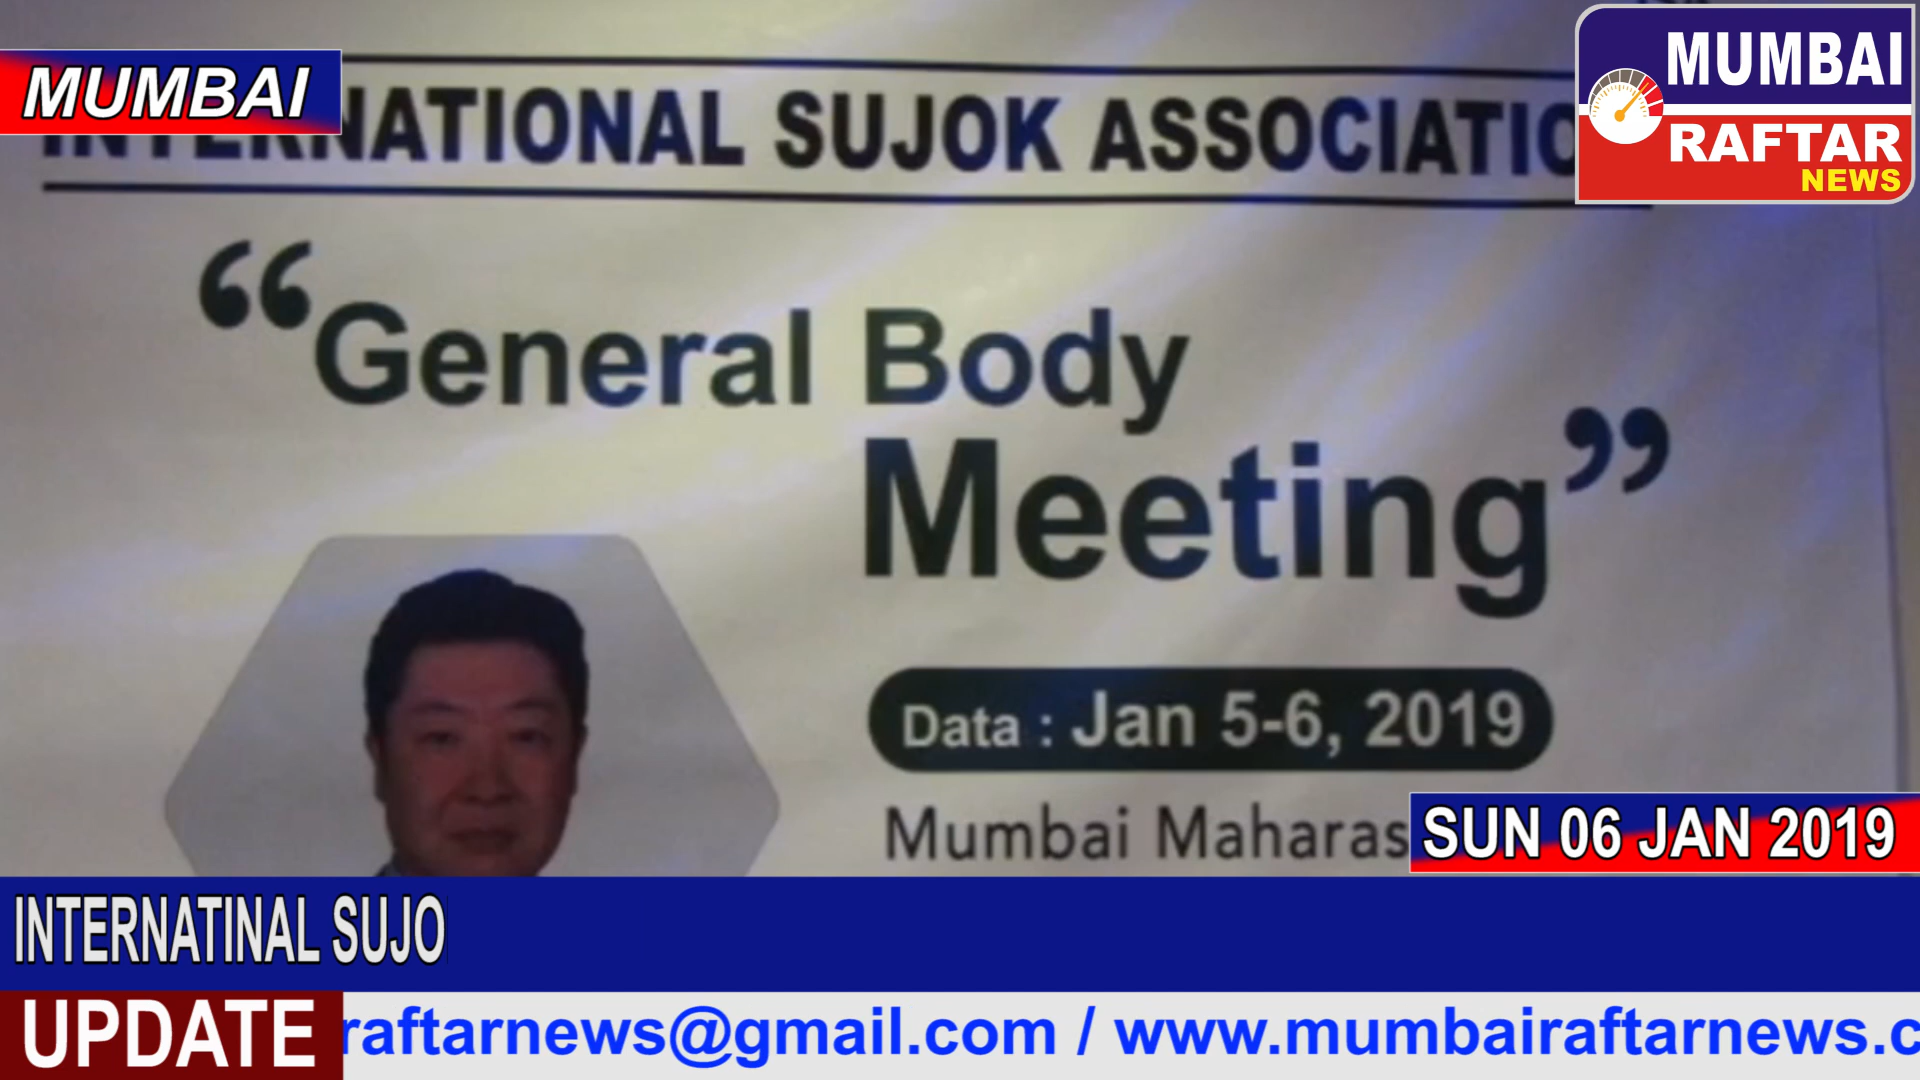 MUMBAI
INTERNATIONAL SUJOK ASSOCIATIO
MUMBAI
RAFTAR
NEWS
“General Body
Meeting”
Data : Jan 5-6, 2019
Mumbai Maharas
SUN 06 JAN 2019
INTERNATINAL SUJO
UPDATE
raftarnews@gmail.com / www.mumbairaftarnews.c